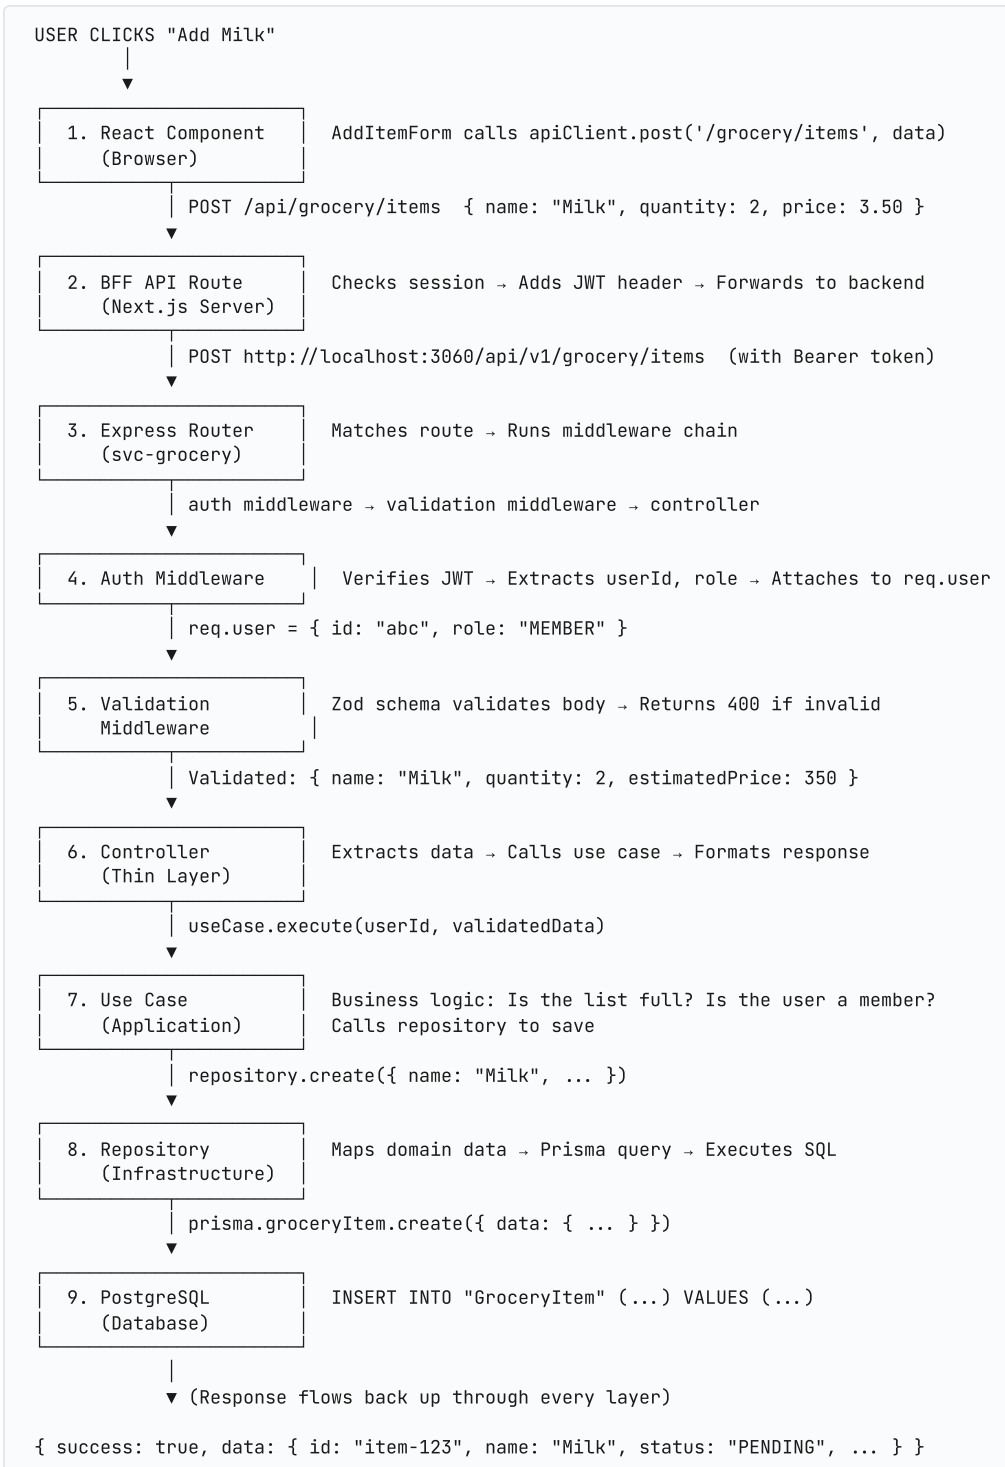 USER CLICKS "Add Milk"
1. React Component AddItemForm calls apiClient.post('/grocery/items', data)
(Browser)
POST /api/grocery/items { name: "Milk", quantity: 2, price: 3.50 }
2. BFF API Route Checks session → Adds JWT header → Forwards to backend
(Next.js Server)
POST http://localhost:3060/api/v1/grocery/items (with Bearer token)
3. Express Router Matches route → Runs middleware chain
(svc-grocery)
auth middleware → validation middleware → controller
4. Auth Middleware Verifies JWT → Extracts userId, role → Attaches to req.user
req.user = { id: "abc", role: "MEMBER" }
5. Validation Zod schema validates body → Returns 400 if invalid
Middleware
Validated: { name: "Milk", quantity: 2, estimatedPrice: 350 }
6. Controller Extracts data → Calls use case → Formats response
(Thin Layer)
useCase.execute(userId, validatedData)
7. Use Case Business logic: Is the list full? Is the user a member?
(Application) Calls repository to save
repository.create({ name: "Milk", ... })
8. Repository Maps domain data → Prisma query → Executes SQL
(Infrastructure)
prisma.groceryItem.create({ data: { ... } })
9. PostgreSQL INSERT INTO "GroceryItem" (...) VALUES (...)
(Database)
(Response flows back up through every layer)
{ success: true, data: { id: "item-123", name: "Milk", status: "PENDING", ... } }